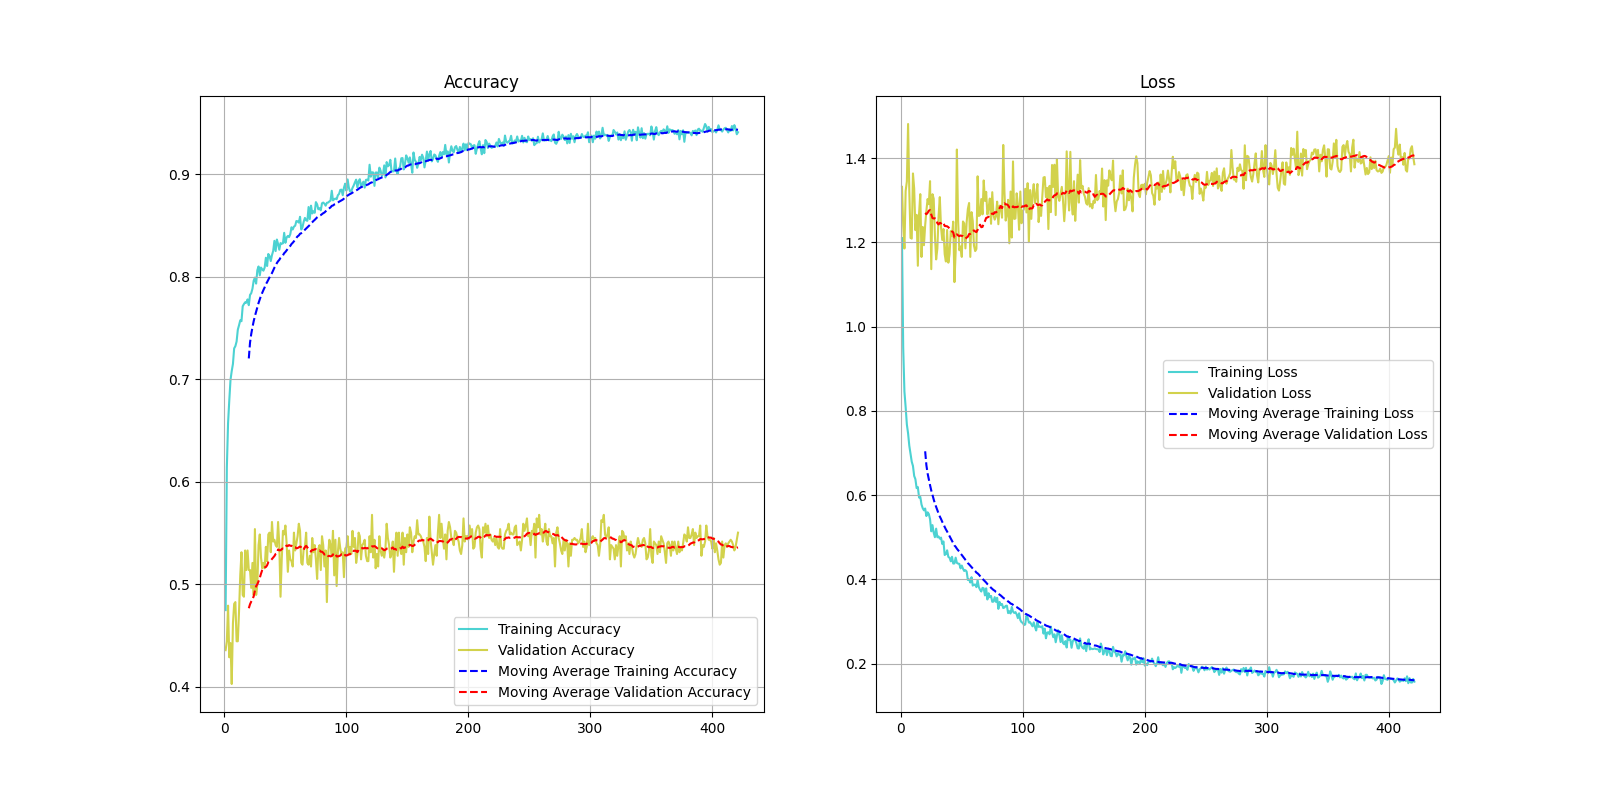 Accuracy
0.9
0.8
0.7
0.6
0.5
0.4
0 100 200 300 400
Training Accuracy
Validation Accuracy
Moving Average Training Accuracy
Moving Average Validation Accuracy
Loss
1.4
1.2
1.0
0.8
0.6
0.4
0.2
0 100 200 300 400
Training Loss
Validation Loss
Moving Average Training Loss
Moving Average Validation Loss